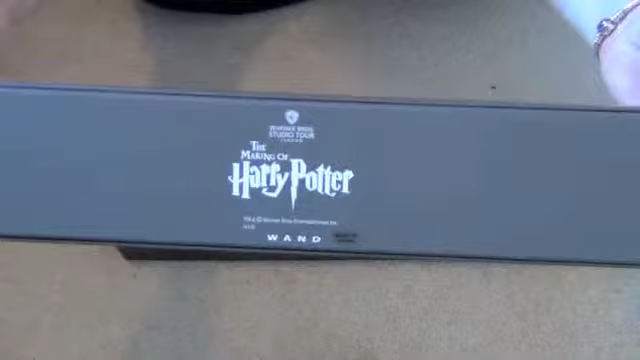 WARNER BROS.
STUDIO TOUR
LONDON
THE
MAKING OF
Harry Potter
WAND